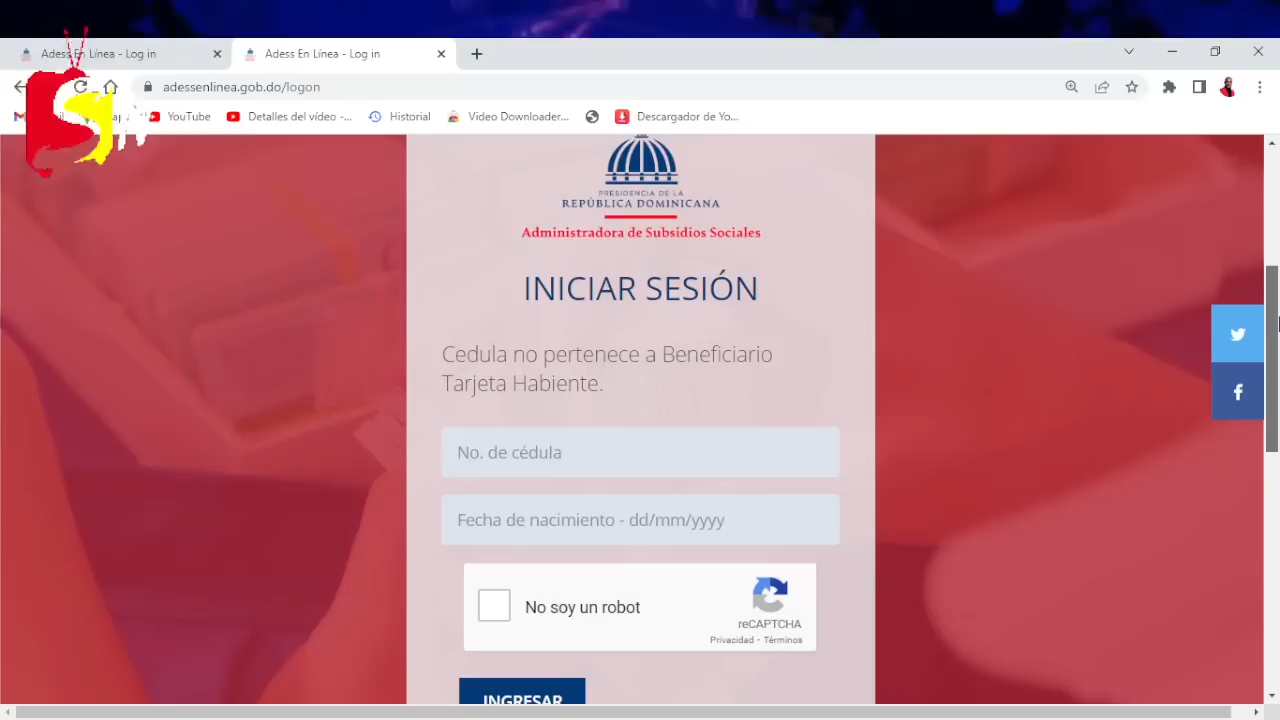 Adess En Línea - Log in
Adess En Línea - Log in
adessenlinea.gob.do/logon
YouTube
Detalles del vídeo -...
Historial
Video Downloader...
Descargador de Yo...
PRESIDENCIA DE LA
REPÚBLICA DOMINICANA
Administradora de Subsidios Sociales
INICIAR SESIÓN
Cedula no pertenece a Beneficiario
Tarjeta Habiente.
No. de cédula
Fecha de nacimiento - dd/mm/yyyy
No soy un robot
reCAPTCHA
Privacidad - Términos
INGRESAR